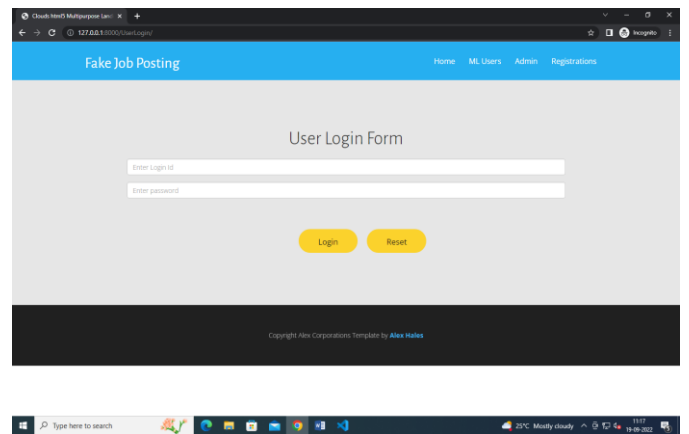 Clouds html5 Multipurpose Land
127.0.0.1:8000/UserLogin/
Incognito
Fake Job Posting
Home ML Users Admin Registrations
User Login Form
Enter Login Id
Enter password
Login Reset
Copyright Alex Corporations Template by Alex Hales
Type here to search
25°C Mostly cloudy
11:17
16-09-2022